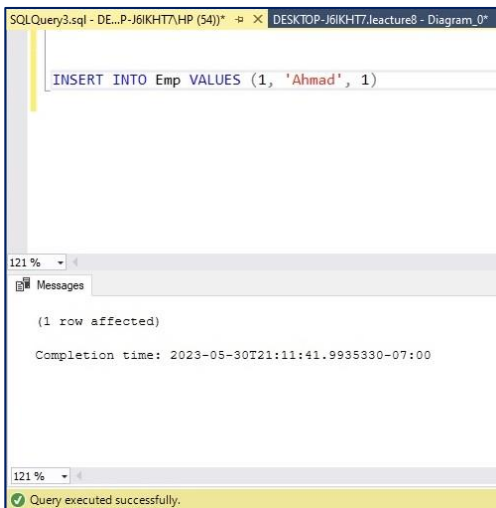 SQLQuery3.sql - DE...P-J6IKHT7\HP (54))* DESKTOP-J6IKHT7.leacture8 - Diagram_0*
INSERT INTO Emp VALUES (1, 'Ahmad', 1)
121 %
Messages
(1 row affected)
Completion time: 2023-05-30T21:11:41.9935330-07:00
121 %
Query executed successfully.